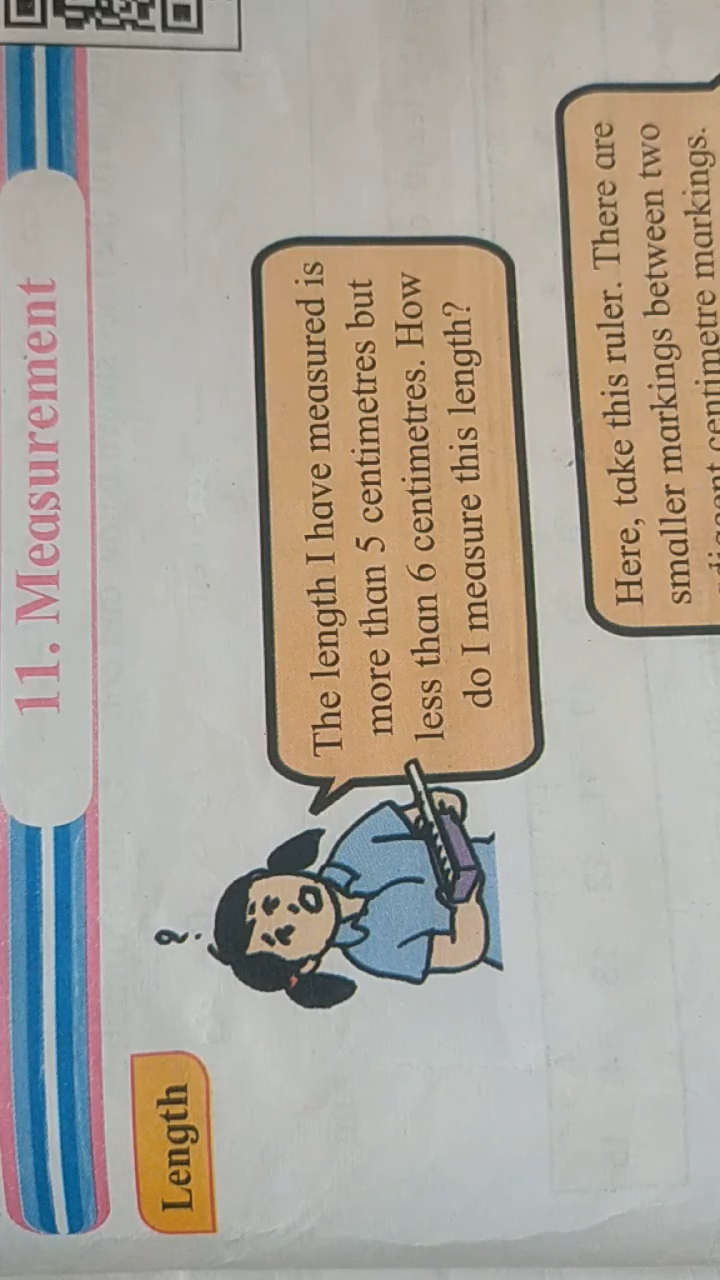 11. Measurement
Length
?
The length I have measured is
more than 5 centimetres but
less than 6 centimetres. How
do I measure this length?
Here, take this ruler. There are
smaller markings between two
centimetre markings.